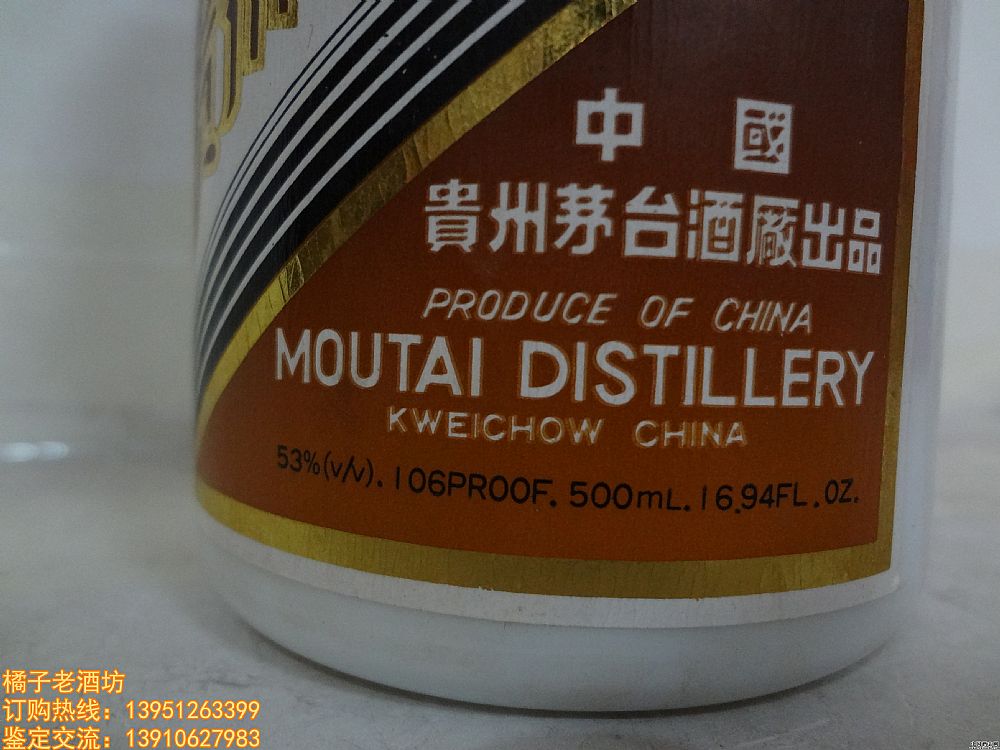 中國
貴州茅台酒廠出品
PRODUCE OF CHINA
MOUTAI DISTILLERY
KWEICHOW CHINA
53%(v/v). 106PROOF. 500mL. 16.94FL.OZ.
橘子老酒坊
订购热线：13951263399
鉴定交流：13910627983